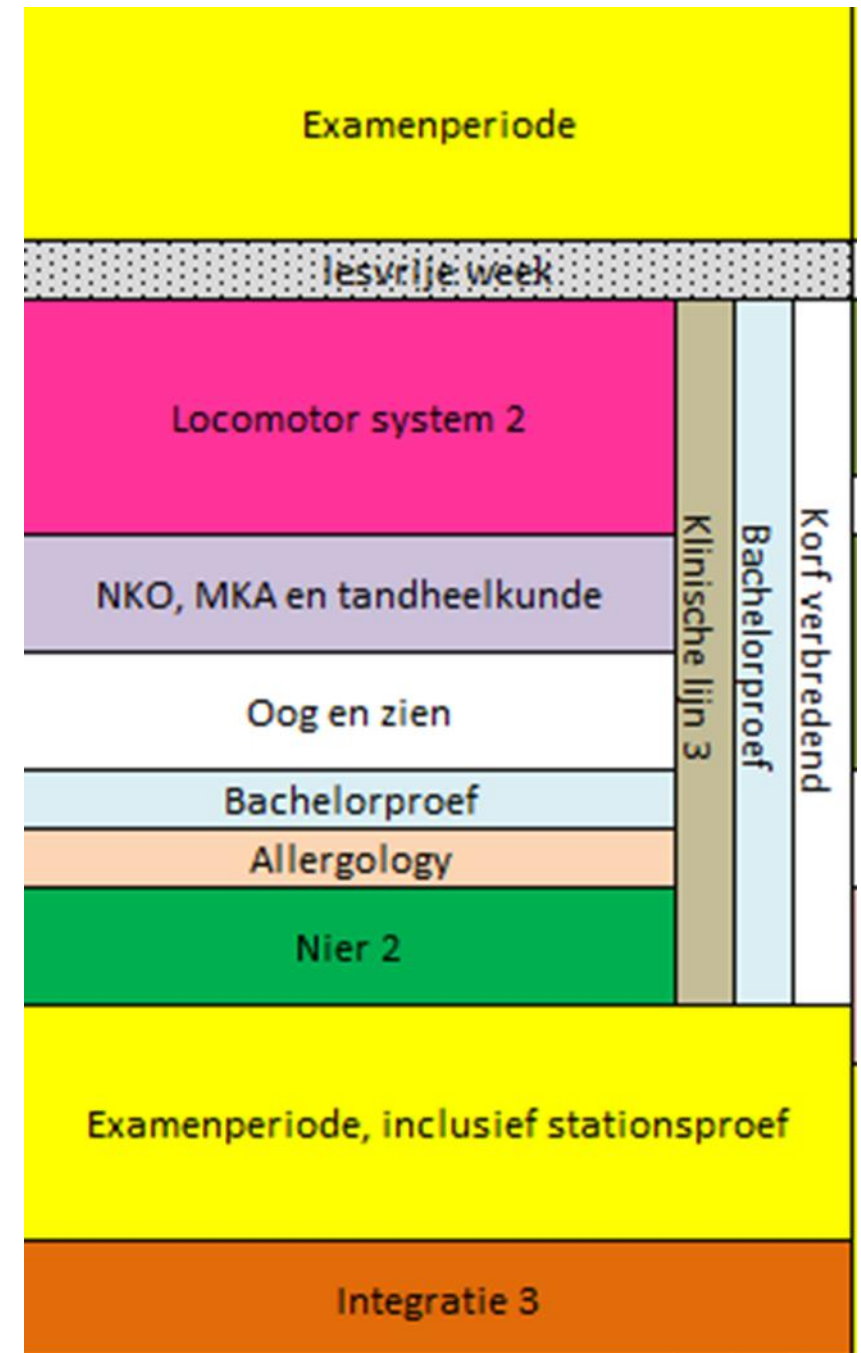 Examenperiode
lesvrije week
Locomotor system 2
NKO, MKA en tandheelkunde
Oog en zien
Bachelorproef
Allergology
Nier 2
Klinische lijn 3
Bachelorproef
Korf verbredend
Examenperiode, inclusief stationsproef
Integratie 3